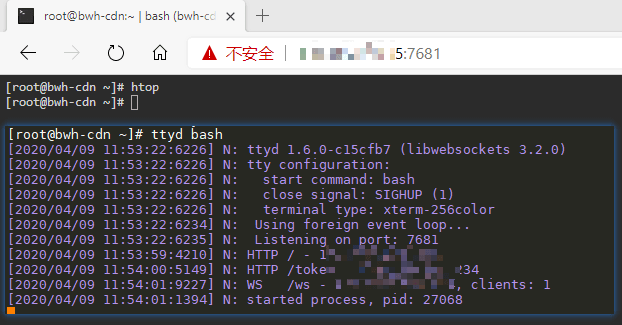 root@bwh-cdn:~ | bash (bwh-cd
不安全 5:7681
[root@bwh-cdn ~]# htop
[root@bwh-cdn ~]#
[root@bwh-cdn ~]# ttyd bash
[2020/04/09 11:53:22:6226] N: ttyd 1.6.0-c15cfb7 (libwebsockets 3.2.0)
[2020/04/09 11:53:22:6226] N: tty configuration:
[2020/04/09 11:53:22:6226] N:   start command: bash
[2020/04/09 11:53:22:6226] N:   close signal: SIGHUP (1)
[2020/04/09 11:53:22:6226] N:   terminal type: xterm-256color
[2020/04/09 11:53:22:6234] N:  Using foreign event loop...
[2020/04/09 11:53:22:6235] N:  Listening on port: 7681
[2020/04/09 11:53:59:4210] N: HTTP / - 1
[2020/04/09 11:54:00:5149] N: HTTP /toke 234
[2020/04/09 11:54:01:9227] N: WS   /ws - , clients: 1
[2020/04/09 11:54:01:1394] N: started process, pid: 27068